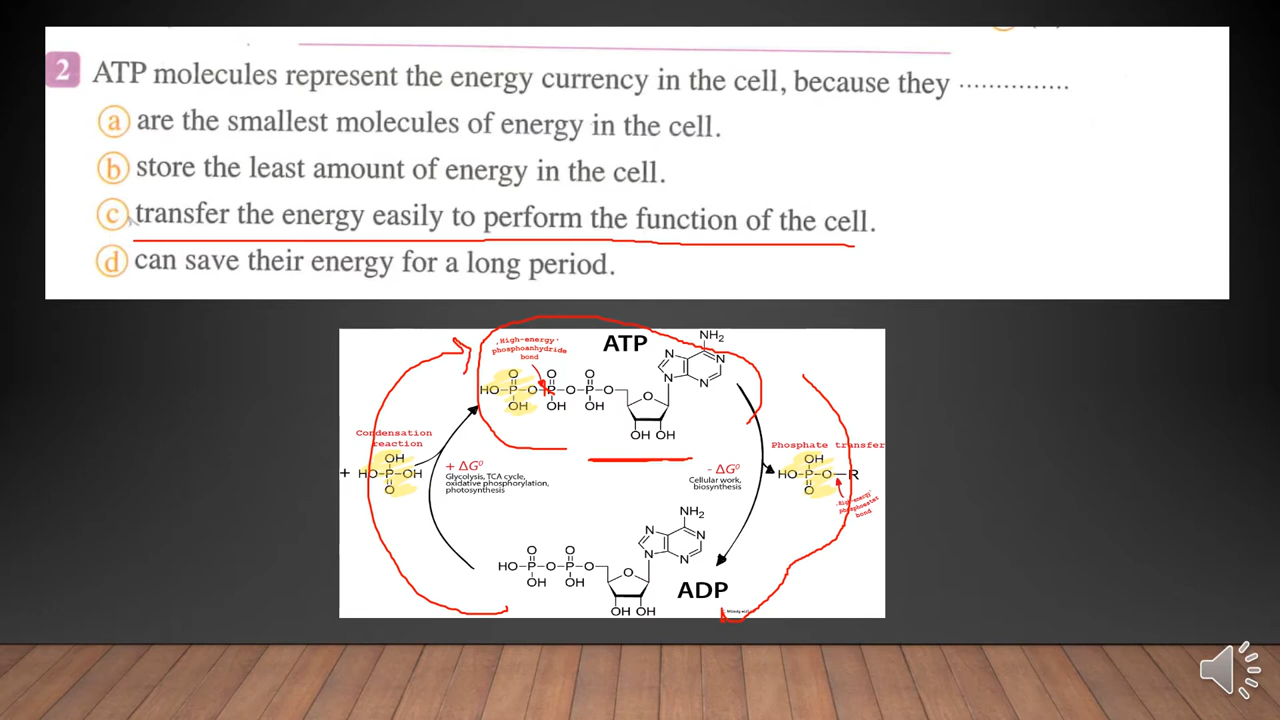 2 ATP molecules represent the energy currency in the cell, because they ...............
a are the smallest molecules of energy in the cell.
b store the least amount of energy in the cell.
c transfer the energy easily to perform the function of the cell.
d can save their energy for a long period.
‚High-energy'
phosphoanhydride
bond
ATP
NH₂
N
N
N
N
O
O
O
HO-P-O-P-O-P-O
OH
OH
OH
O
OH OH
Condensation
reaction
OH
+ HO-P-OH
O
+ ΔG⁰
Glycolysis, TCA cycle,
oxidative phosphorylation,
photosynthesis
- ΔG⁰
Cellular work,
biosynthesis
Phosphate transfer
OH
HO-P-O-R
O
‚High-energy'
phosphoester
bond
NH₂
N
N
N
N
O
O
HO-P-O-P-O
OH
OH
O
OH OH
ADP